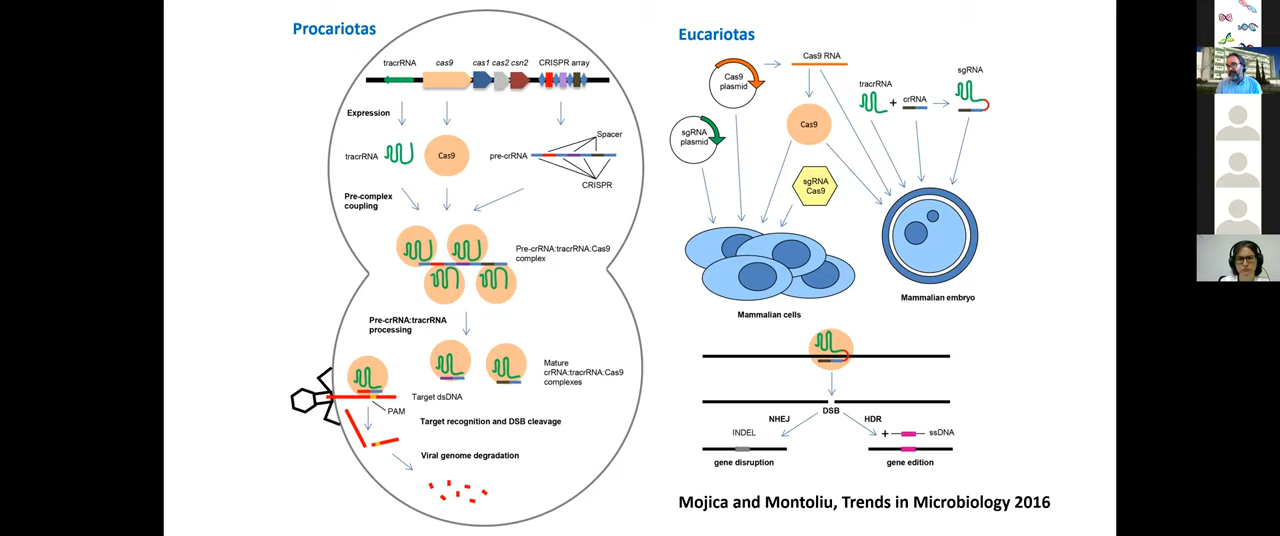 Procariotas
tracrRNA
cas9
cas1 cas2 csn2
CRISPR array
Expression
tracrRNA
Cas9
pre-crRNA
Spacer
CRISPR
Pre-complex
coupling
Pre-crRNA:tracrRNA:Cas9
complex
Pre-crRNA:tracrRNA
processing
Mature
crRNA:tracrRNA:Cas9
complexes
Target dsDNA
PAM
Target recognition and DSB cleavage
Viral genome degradation
Eucariotas
Cas9 RNA
Cas9
plasmid
sgRNA
tracrRNA
+
crRNA
sgRNA
plasmid
Cas9
sgRNA
Cas9
Mammalian cells
Mammalian embryo
DSB
NHEJ
HDR
INDEL
+
ssDNA
gene disruption
gene edition
Mojica and Montoliu, Trends in Microbiology 2016